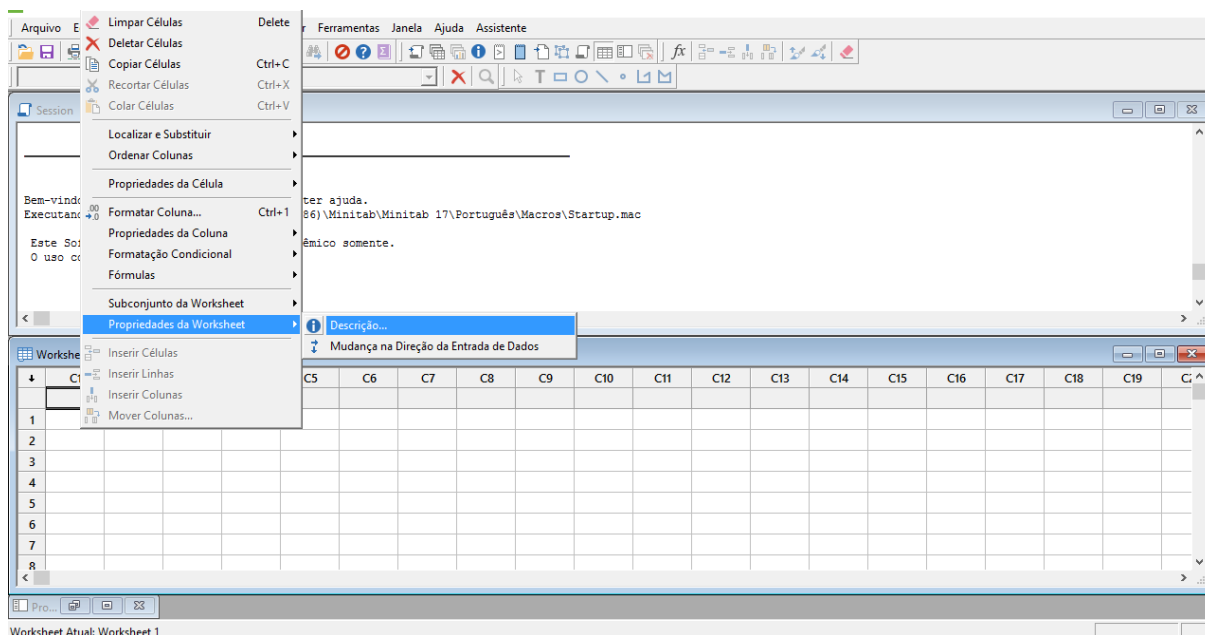 Arquivo E r Ferramentas Janela Ajuda Assistente
Limpar Células Delete
Deletar Células
Copiar Células Ctrl+C
Recortar Células Ctrl+X
Colar Células Ctrl+V
Localizar e Substituir
Ordenar Colunas
Propriedades da Célula
Formatar Coluna... Ctrl+1
Propriedades da Coluna
Formatação Condicional
Fórmulas
Subconjunto da Worksheet
Propriedades da Worksheet
Inserir Células
Inserir Linhas
Inserir Colunas
Mover Colunas...
Descrição...
Mudança na Direção da Entrada de Dados
fx
T
Session
Bem-vindo ter ajuda.
Executando 86)\Minitab\Minitab 17\Português\Macros\Startup.mac
Este Sof êmico somente.
O uso co
Workshe
C1 C5 C6 C7 C8 C9 C10 C11 C12 C13 C14 C15 C16 C17 C18 C19 C2
1
2
3
4
5
6
7
8
Pro...
Worksheet Atual: Worksheet 1